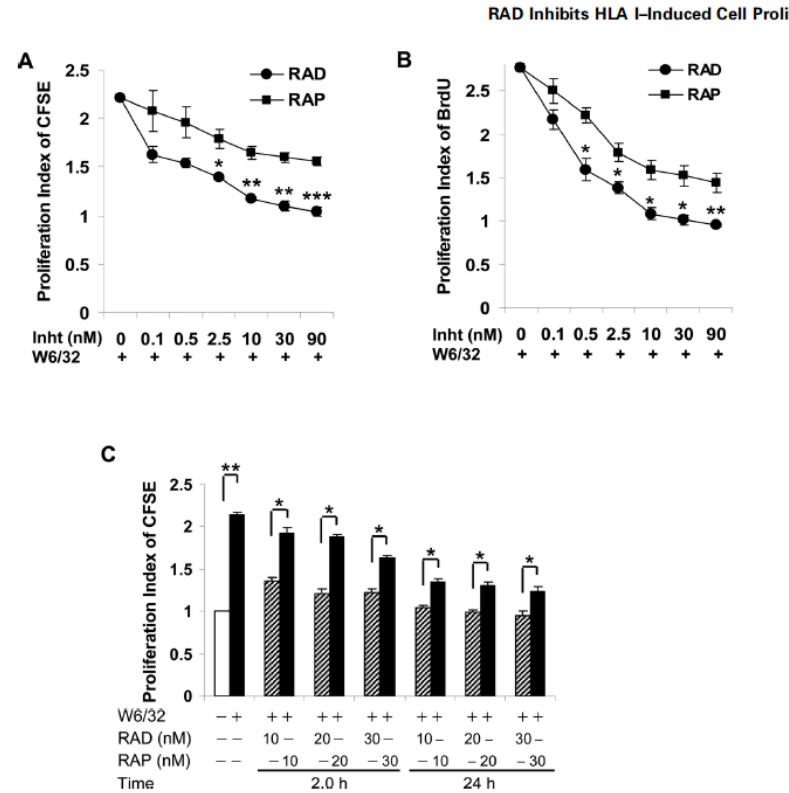 RAD Inhibits HLA I–Induced Cell Proli
A
Proliferation Index of CFSE
2.5
2
1.5
1
0.5
0
RAD
RAP
*
**
**
***
Inht (nM) 0 0.1 0.5 2.5 10 30 90
W6/32 + + + + + + +
B
Proliferation Index of BrdU
2.5
2
1.5
1
0.5
0
RAD
RAP
*
*
*
*
**
Inht (nM) 0 0.1 0.5 2.5 10 30 90
W6/32 + + + + + + +
C
Proliferation Index of CFSE
2.5
2
1.5
1
0.5
0
**
*
*
*
*
*
*
W6/32 – + + + + + + + + + + + + +
RAD (nM) – – 10 – 20 – 30 – 10 – 20 – 30 –
RAP (nM) – – – 10 – 20 – 30 – 10 – 20 – 30
Time 2.0 h 24 h